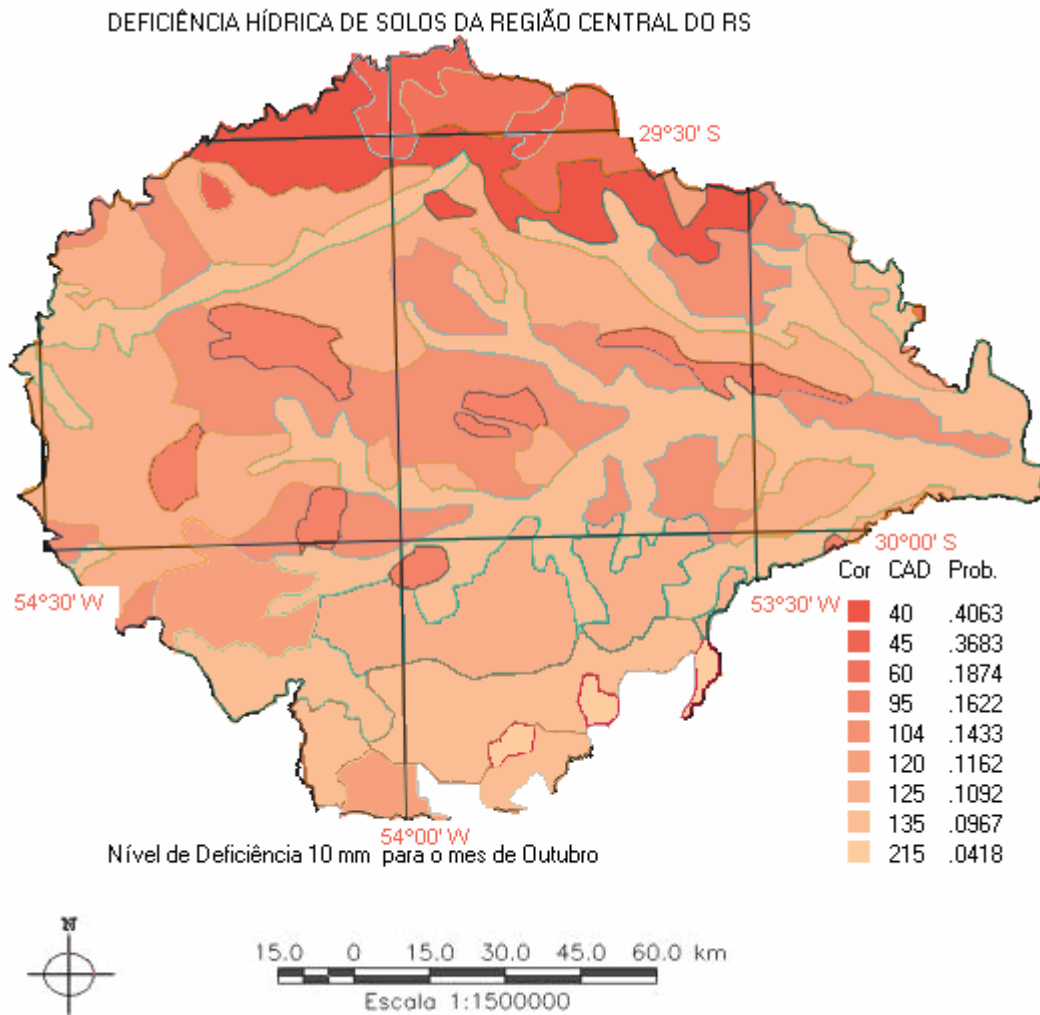 DEFICIÊNCIA HÍDRICA DE SOLOS DA REGIÃO CENTRAL DO RS
29°30' S
30°00' S
54°30' W
53°30' W
Cor CAD Prob.
40 .4063
45 .3683
60 .1874
95 .1622
104 .1433
120 .1162
125 .1092
135 .0967
215 .0418
54°00' W
Nível de Deficiência 10 mm para o mes de Outubro
N
15.0 0 15.0 30.0 45.0 60.0 km
Escala 1:1500000